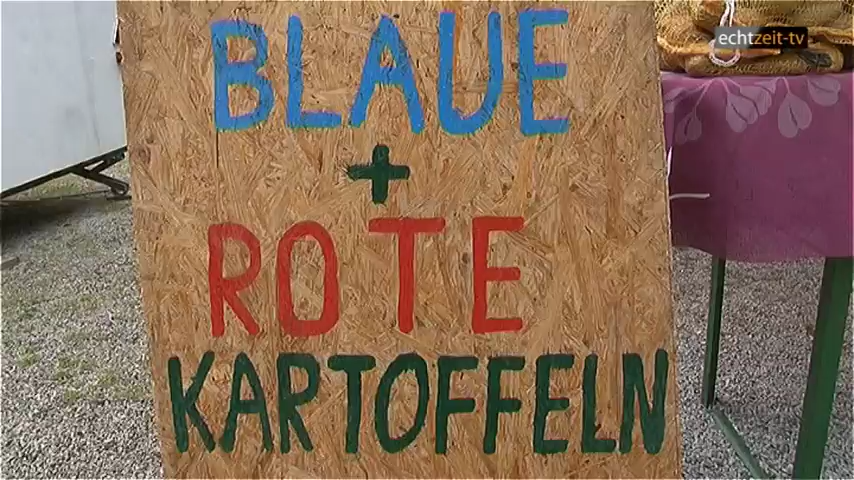 echtzeit-tv
BLAUE
+
ROTE
KARTOFFELN